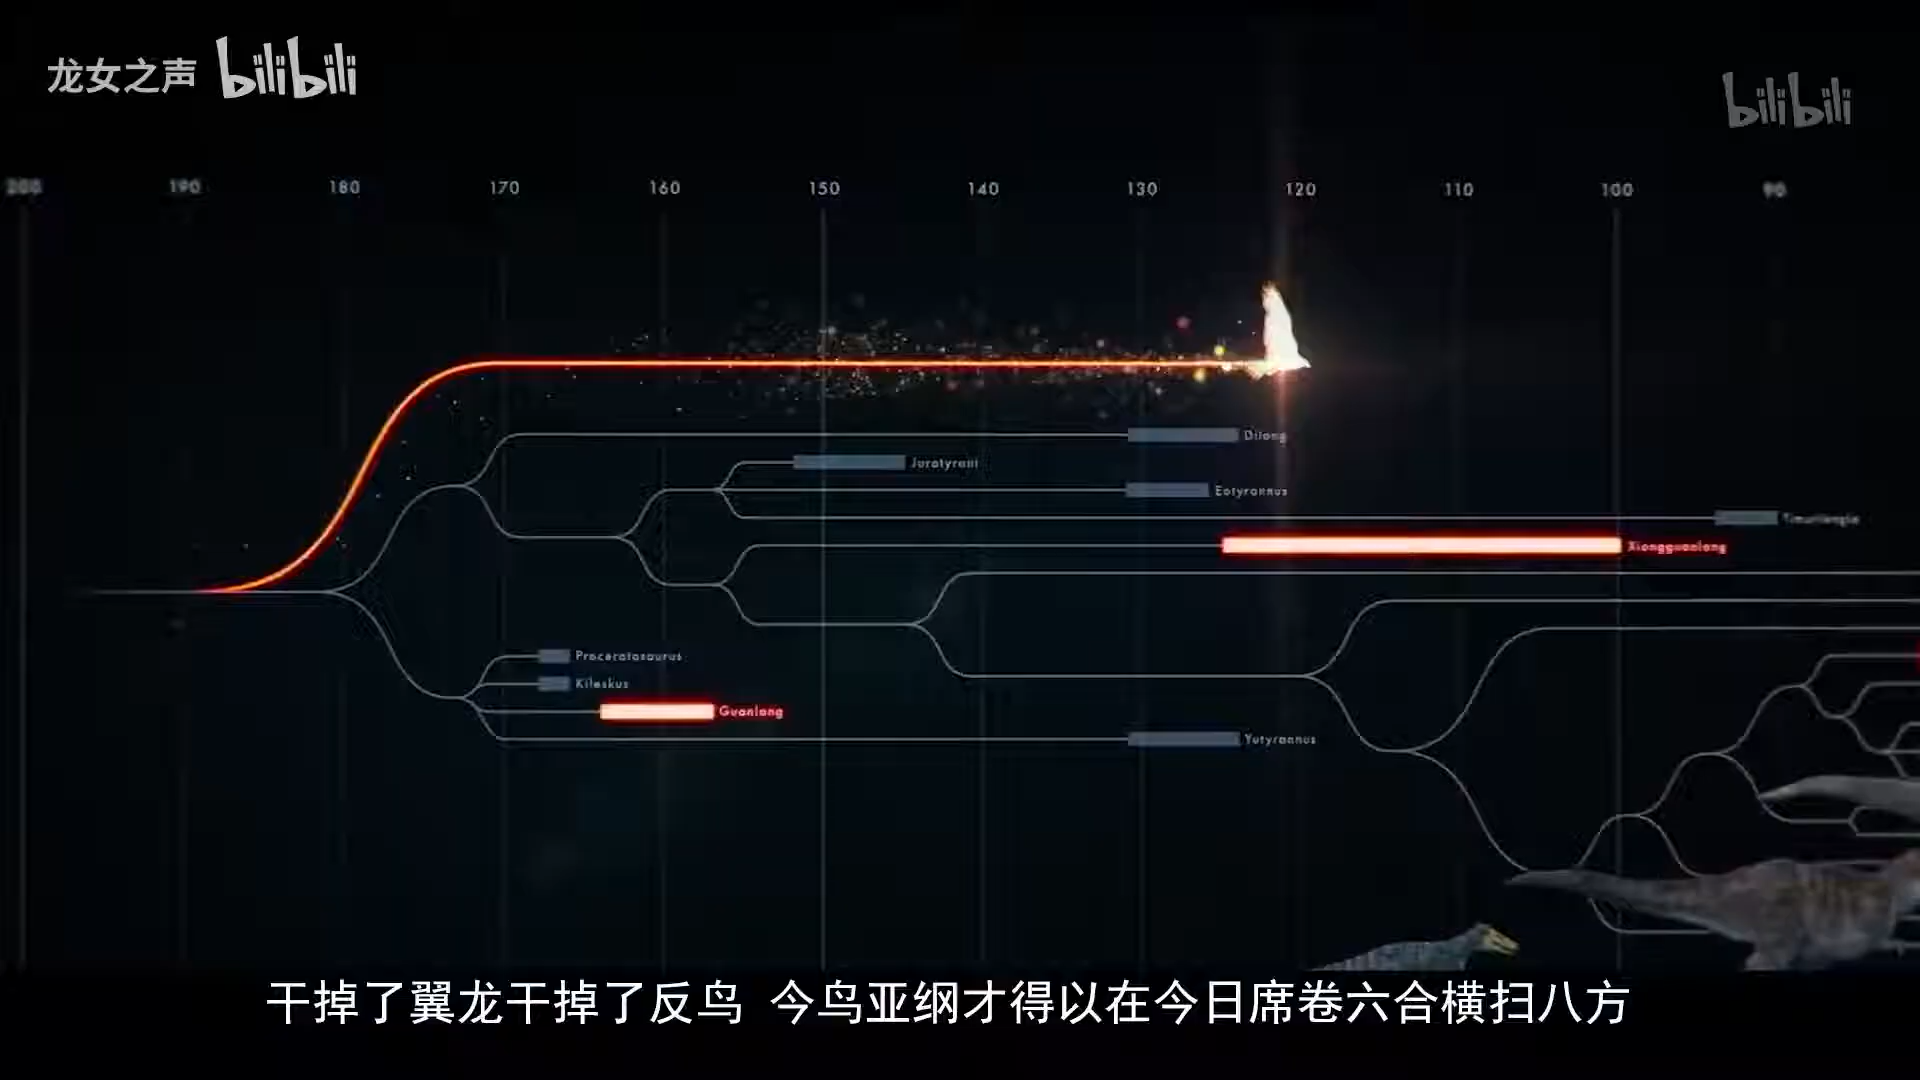 龙女之声 bilibili
bilibili
200 190 180 170 160 150 140 130 120 110 100 90
Dilong
Juratyrant
Eotyrannus
Timurlengia
Xiongguanlong
Proceratosaurus
Kileskus
Guanlong
Yutyrannus
干掉了翼龙干掉了反鸟 今鸟亚纲才得以在今日席卷六合横扫八方